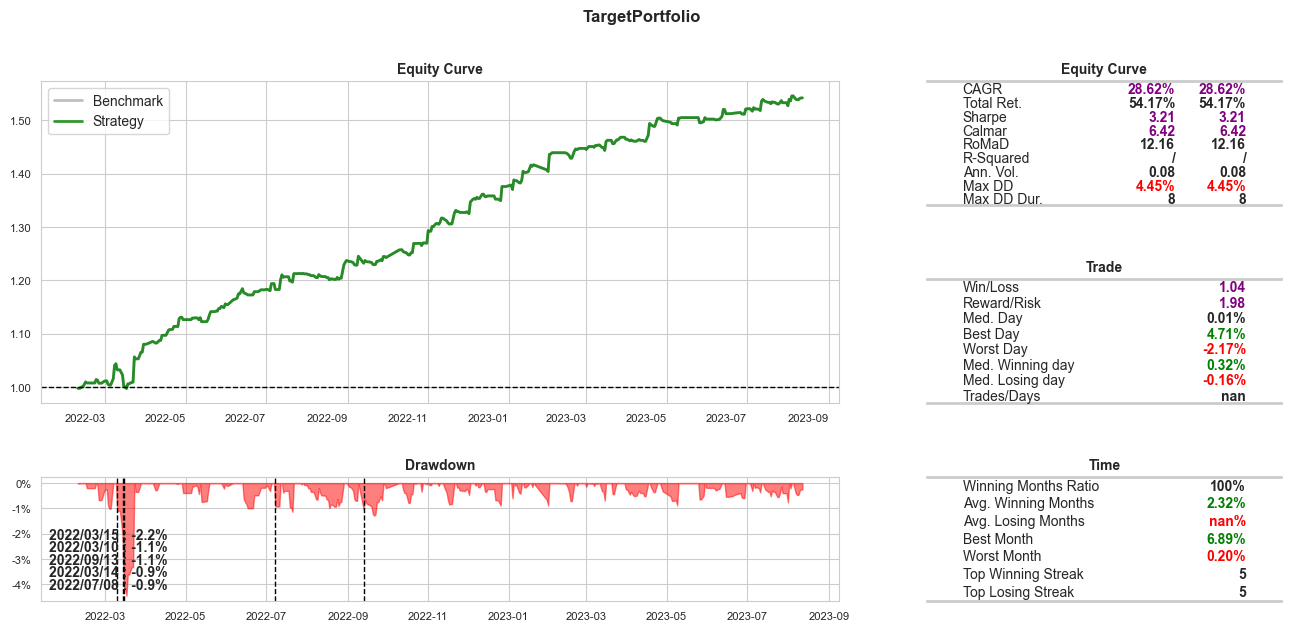 TargetPortfolio
Equity Curve
Benchmark
Strategy
1.50
1.40
1.30
1.20
1.10
1.00
2022-03 2022-05 2022-07 2022-09 2022-11 2023-01 2023-03 2023-05 2023-07 2023-09
Equity Curve
CAGR 28.62% 28.62%
Total Ret. 54.17% 54.17%
Sharpe 3.21 3.21
Calmar 6.42 6.42
RoMaD 12.16 12.16
R-Squared / /
Ann. Vol. 0.08 0.08
Max DD 4.45% 4.45%
Max DD Dur. 8 8
Trade
Win/Loss 1.04
Reward/Risk 1.98
Med. Day 0.01%
Best Day 4.71%
Worst Day -2.17%
Med. Winning day 0.32%
Med. Losing day -0.16%
Trades/Days nan
Drawdown
0%
-1%
-2%
-3%
-4%
2022/03/15 -2.2%
2022/03/10 -1.1%
2022/09/13 -1.1%
2022/03/14 -0.9%
2022/07/08 -0.9%
2022-03 2022-05 2022-07 2022-09 2022-11 2023-01 2023-03 2023-05 2023-07 2023-09
Time
Winning Months Ratio 100%
Avg. Winning Months 2.32%
Avg. Losing Months nan%
Best Month 6.89%
Worst Month 0.20%
Top Winning Streak 5
Top Losing Streak 5